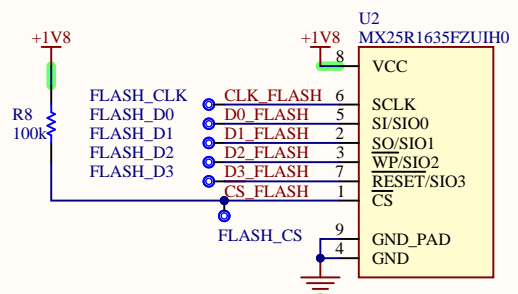 U2
+1V8
+1V8
MX25R1635FZUIH0
8
VCC
FLASH_CLK
CLK_FLASH
6
SCLK
R8
FLASH_D0
D0_FLASH
5
SI/SIO0
100k
FLASH_D1
D1_FLASH
2
SO/SIO1
FLASH_D2
D2_FLASH
3
WP/SIO2
FLASH_D3
D3_FLASH
7
RESET/SIO3
CS_FLASH
1
CS
FLASH_CS
9
GND_PAD
4
GND